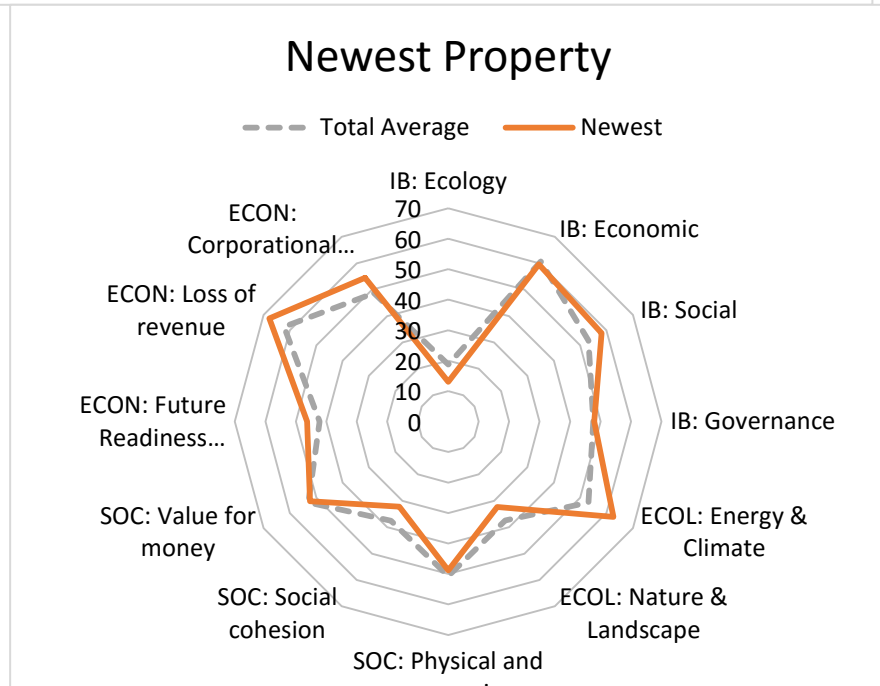 Newest Property
Total Average
Newest
IB: Ecology
IB: Economic
IB: Social
IB: Governance
ECOL: Energy &
Climate
ECOL: Nature &
Landscape
SOC: Physical and
SOC: Social
cohesion
SOC: Value for
money
ECON: Future
Readiness...
ECON: Loss of
revenue
ECON:
Corporational...
70
60
50
40
30
20
10
0